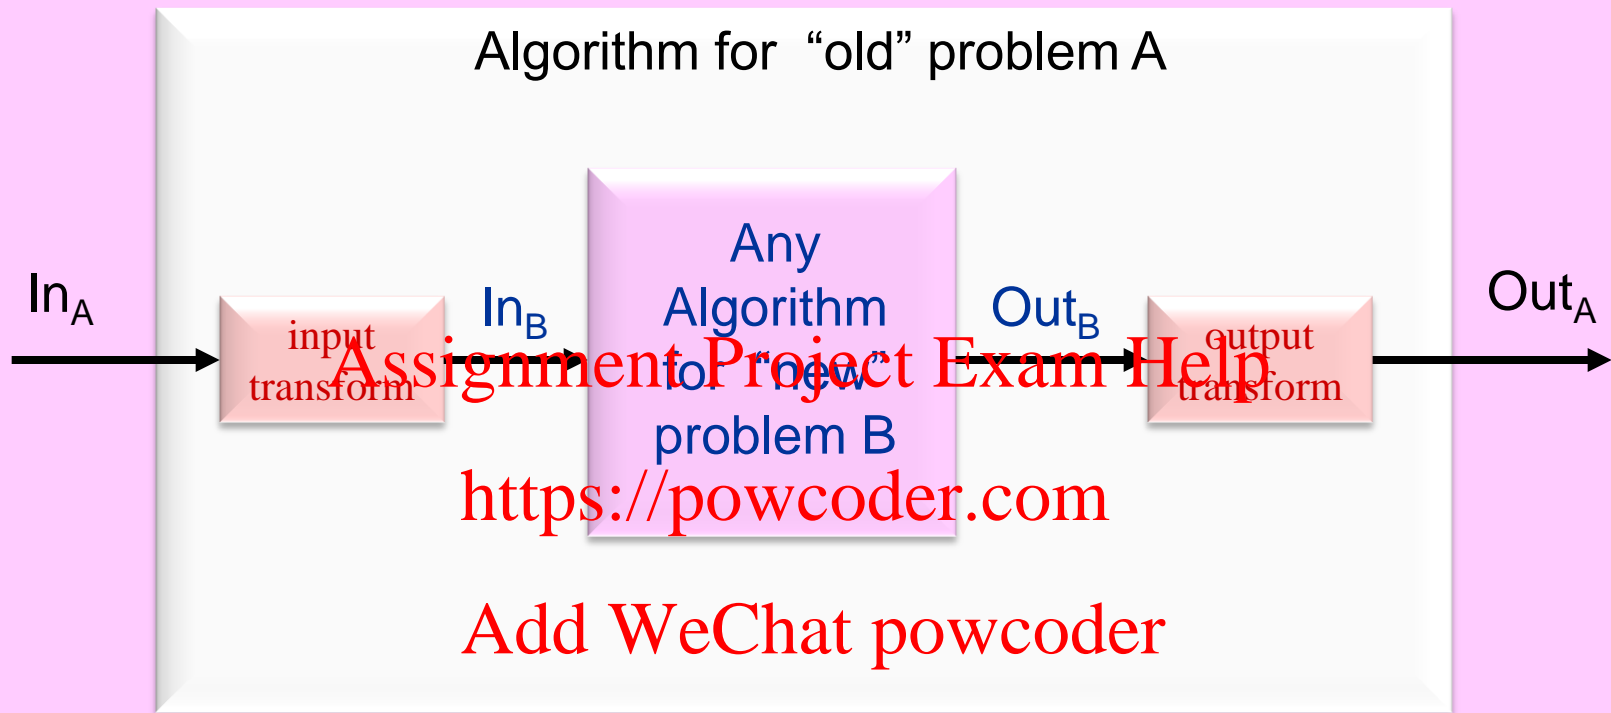 Algorithm for “old” problem A
In_A
input
transform
In_B
Any
Algorithm
for “new”
problem B
Out_B
output
transform
Out_A
Assignment Project Exam Help
https://powcoder.com
Add WeChat powcoder